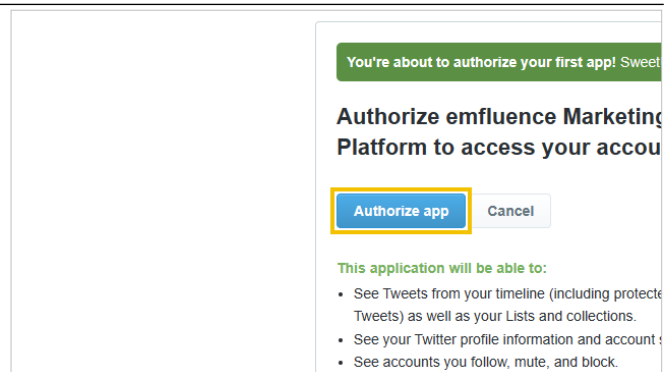 You're about to authorize your first app! Sweet
Authorize emfluence Marketing
Platform to access your accou
Authorize app
Cancel
This application will be able to:
• See Tweets from your timeline (including protecte
Tweets) as well as your Lists and collections.
• See your Twitter profile information and account s
• See accounts you follow, mute, and block.